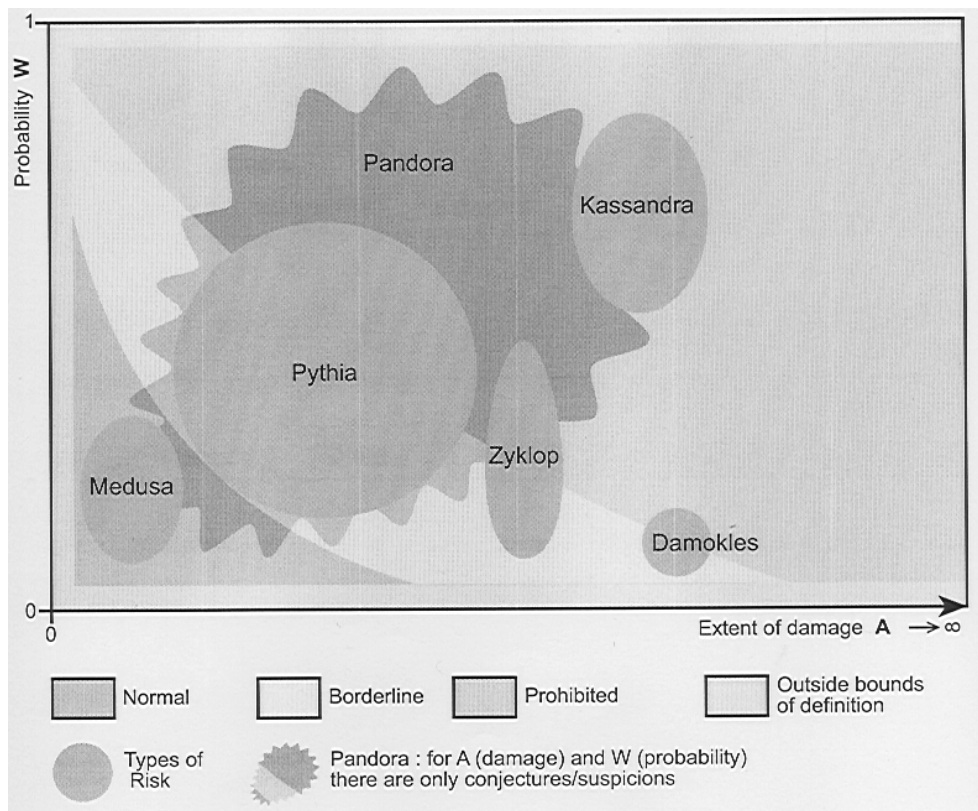 1
Probability W
Pandora
Kassandra
Pythia
Zyklop
Medusa
Damokles
0
0
Extent of damage A → ∞
Normal
Borderline
Prohibited
Outside bounds
of definition
Types of
Risk
Pandora : for A (damage) and W (probability)
there are only conjectures/suspicions